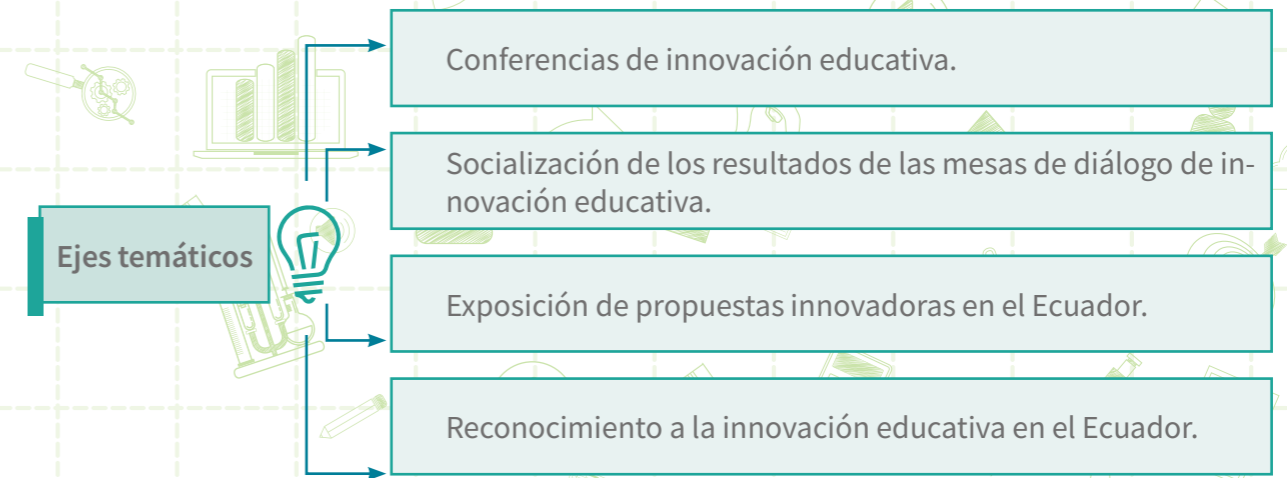 Conferencias de innovación educativa.
Socialización de los resultados de las mesas de diálogo de in-
novación educativa.
Ejes temáticos
Exposición de propuestas innovadoras en el Ecuador.
Reconocimiento a la innovación educativa en el Ecuador.